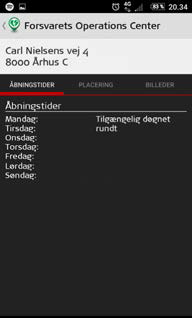 4G
93%
20.34
Forsvarets Operations Center
Carl Nielsens vej 4
8000 Århus C
ÅBNINGSTIDER
PLACERING
BILLEDER
Åbningstider
Mandag: Tilgængelig døgnet
Tirsdag: rundt
Onsdag:
Torsdag:
Fredag:
Lørdag:
Søndag: